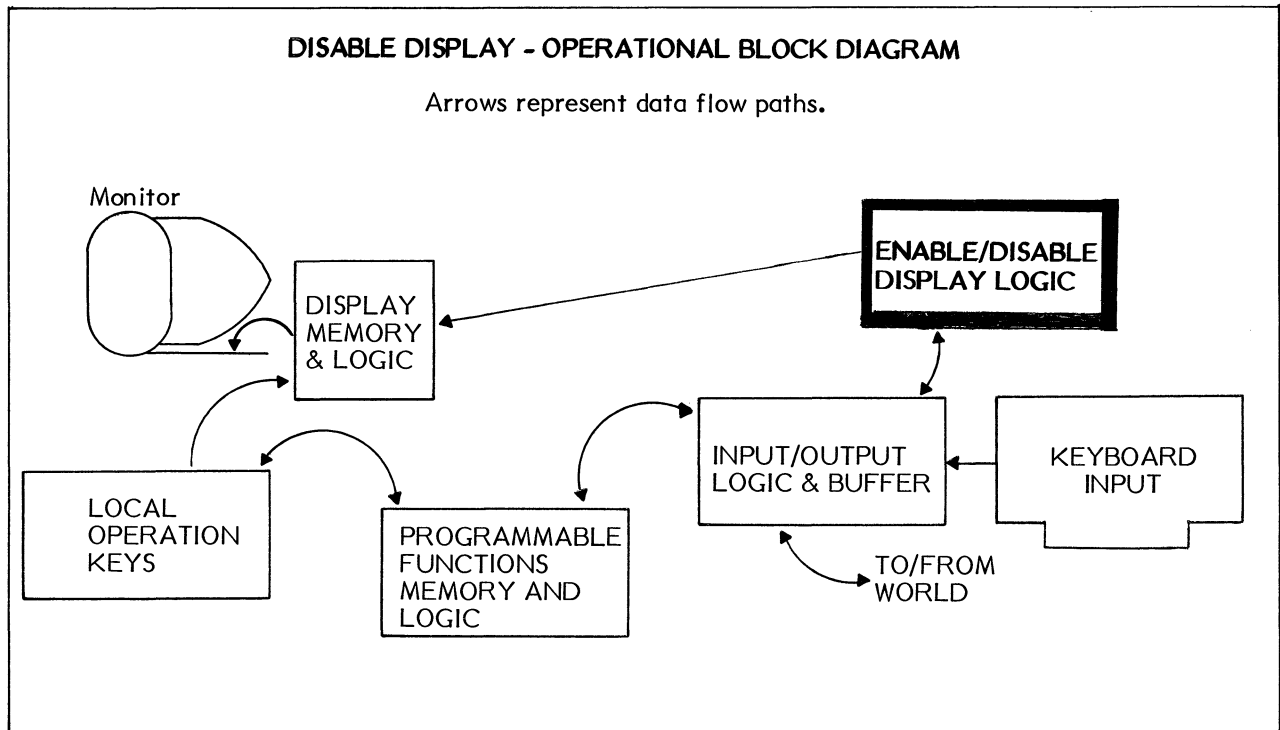 DISABLE DISPLAY - OPERATIONAL BLOCK DIAGRAM
Arrows represent data flow paths.
Monitor
ENABLE/DISABLE
DISPLAY LOGIC
DISPLAY
MEMORY
& LOGIC
INPUT/OUTPUT
LOGIC & BUFFER
KEYBOARD
INPUT
LOCAL
OPERATION
KEYS
PROGRAMMABLE
FUNCTIONS
MEMORY AND
LOGIC
TO/FROM
WORLD